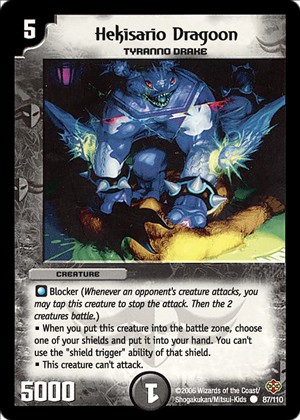 5
Hekisario Dragoon
TYRANNO DRAKE
CREATURE
Blocker (Whenever an opponent's creature attacks, you
may tap this creature to stop the attack. Then the 2
creatures battle.)
▪ When you put this creature into the battle zone, choose
one of your shields and put it into your hand. You can't
use the "shield trigger" ability of that shield.
▪ This creature can't attack.
5000
1
©2006 Wizards of the Coast/
Shogakukan/Mitsui-Kids
87/110